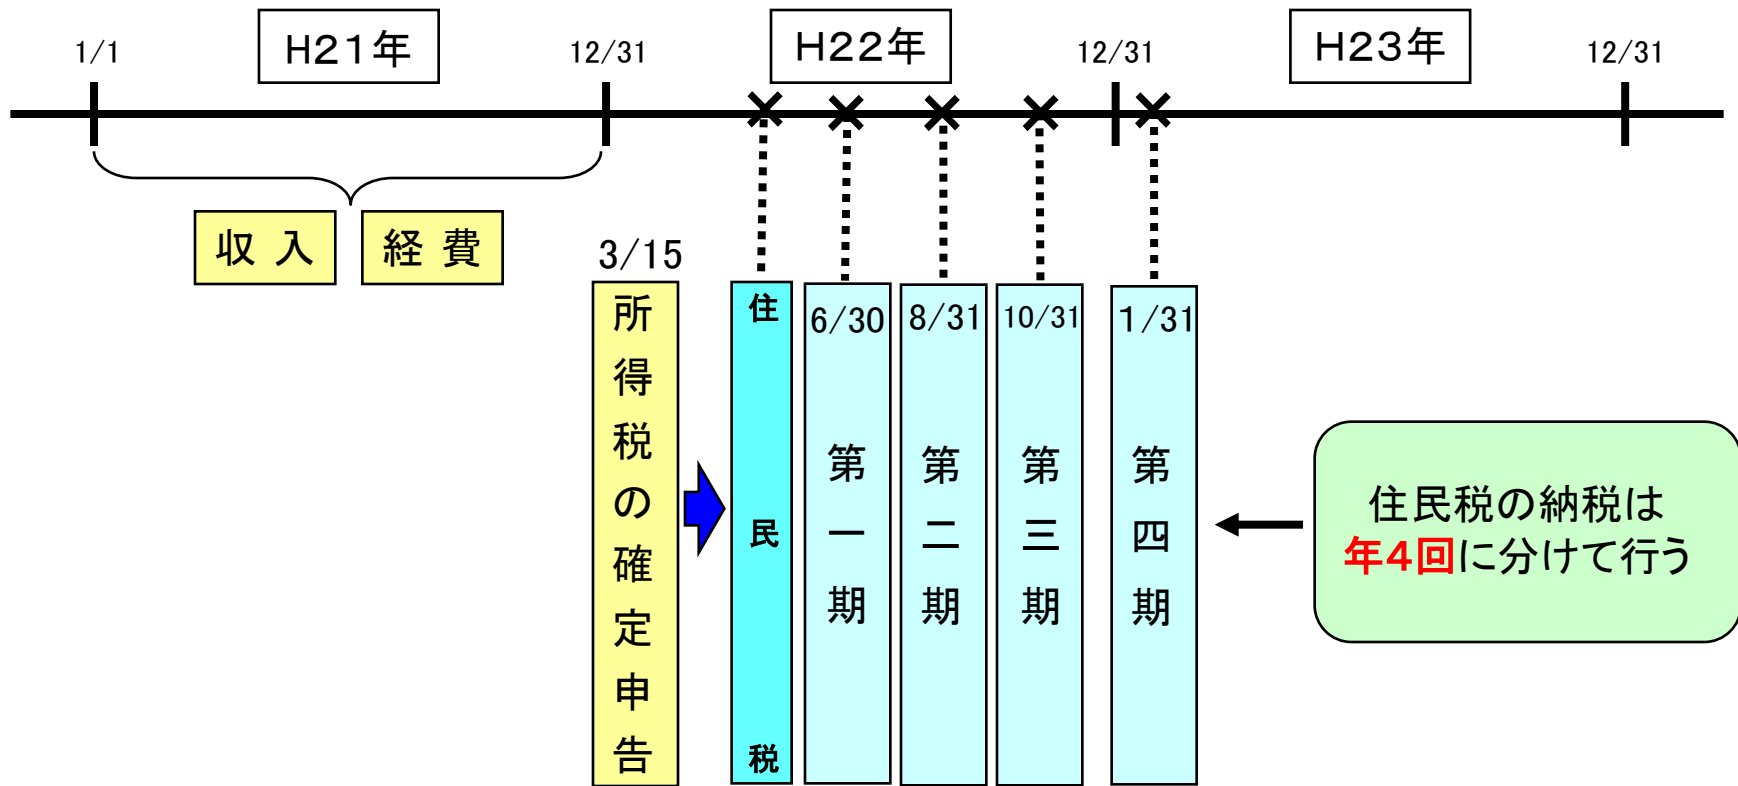 1/1
H21年
12/31
H22年
12/31
H23年
12/31
収入
経費
3/15
所得税の確定申告
住民税
6/30
第一期
8/31
第二期
10/31
第三期
1/31
第四期
住民税の納税は
年4回に分けて行う